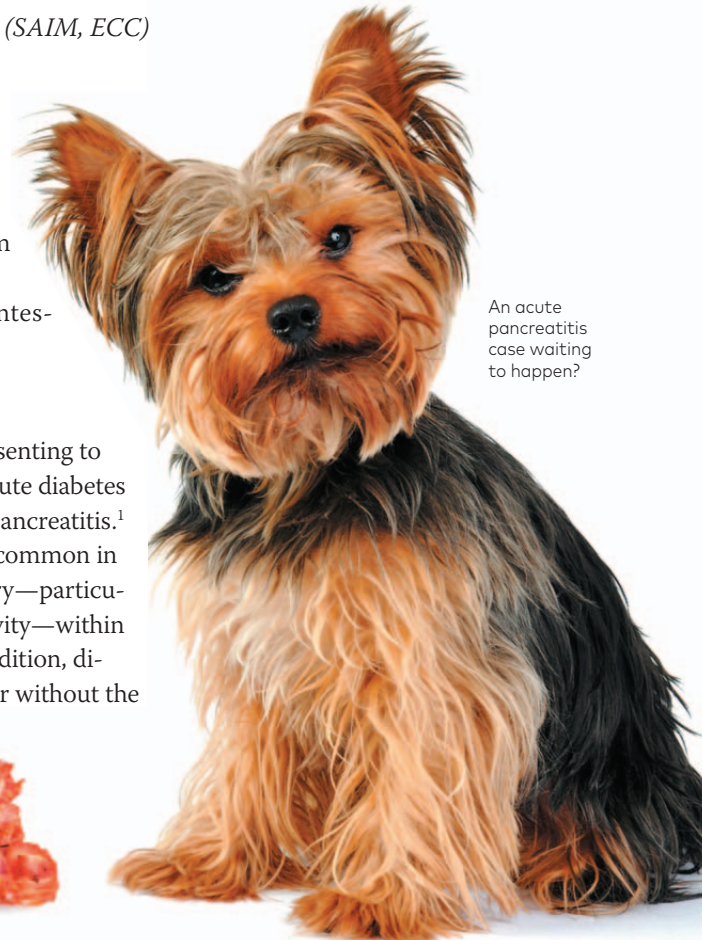 (SAIM, ECC)
ntes-
An acute
pancreatitis
case waiting
to happen?
senting to
ute diabetes
ancreatitis.¹
common in
ry—particu-
vity—within
dition, di-
r without the